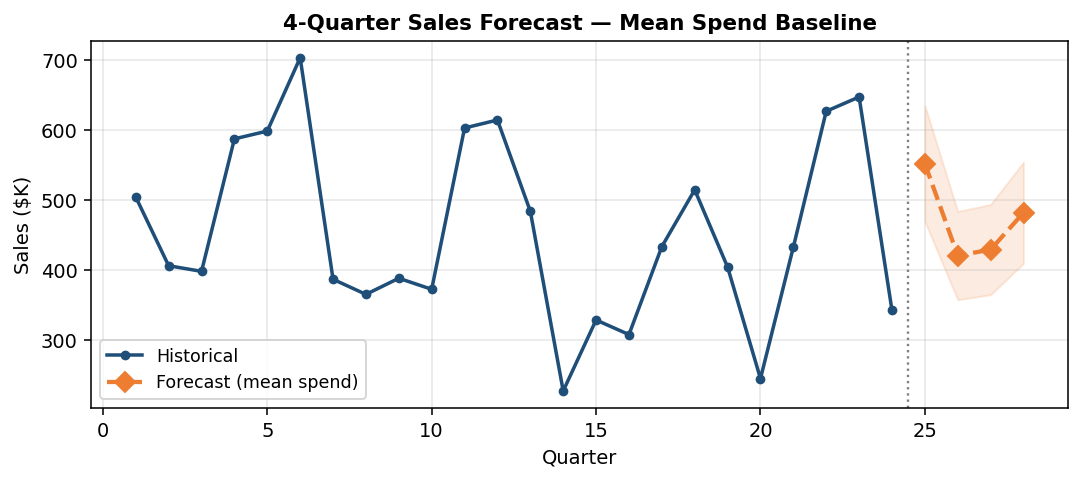 4-Quarter Sales Forecast — Mean Spend Baseline
Sales ($K)
700
600
500
400
300
Historical
Forecast (mean spend)
0 5 10 15 20 25
Quarter